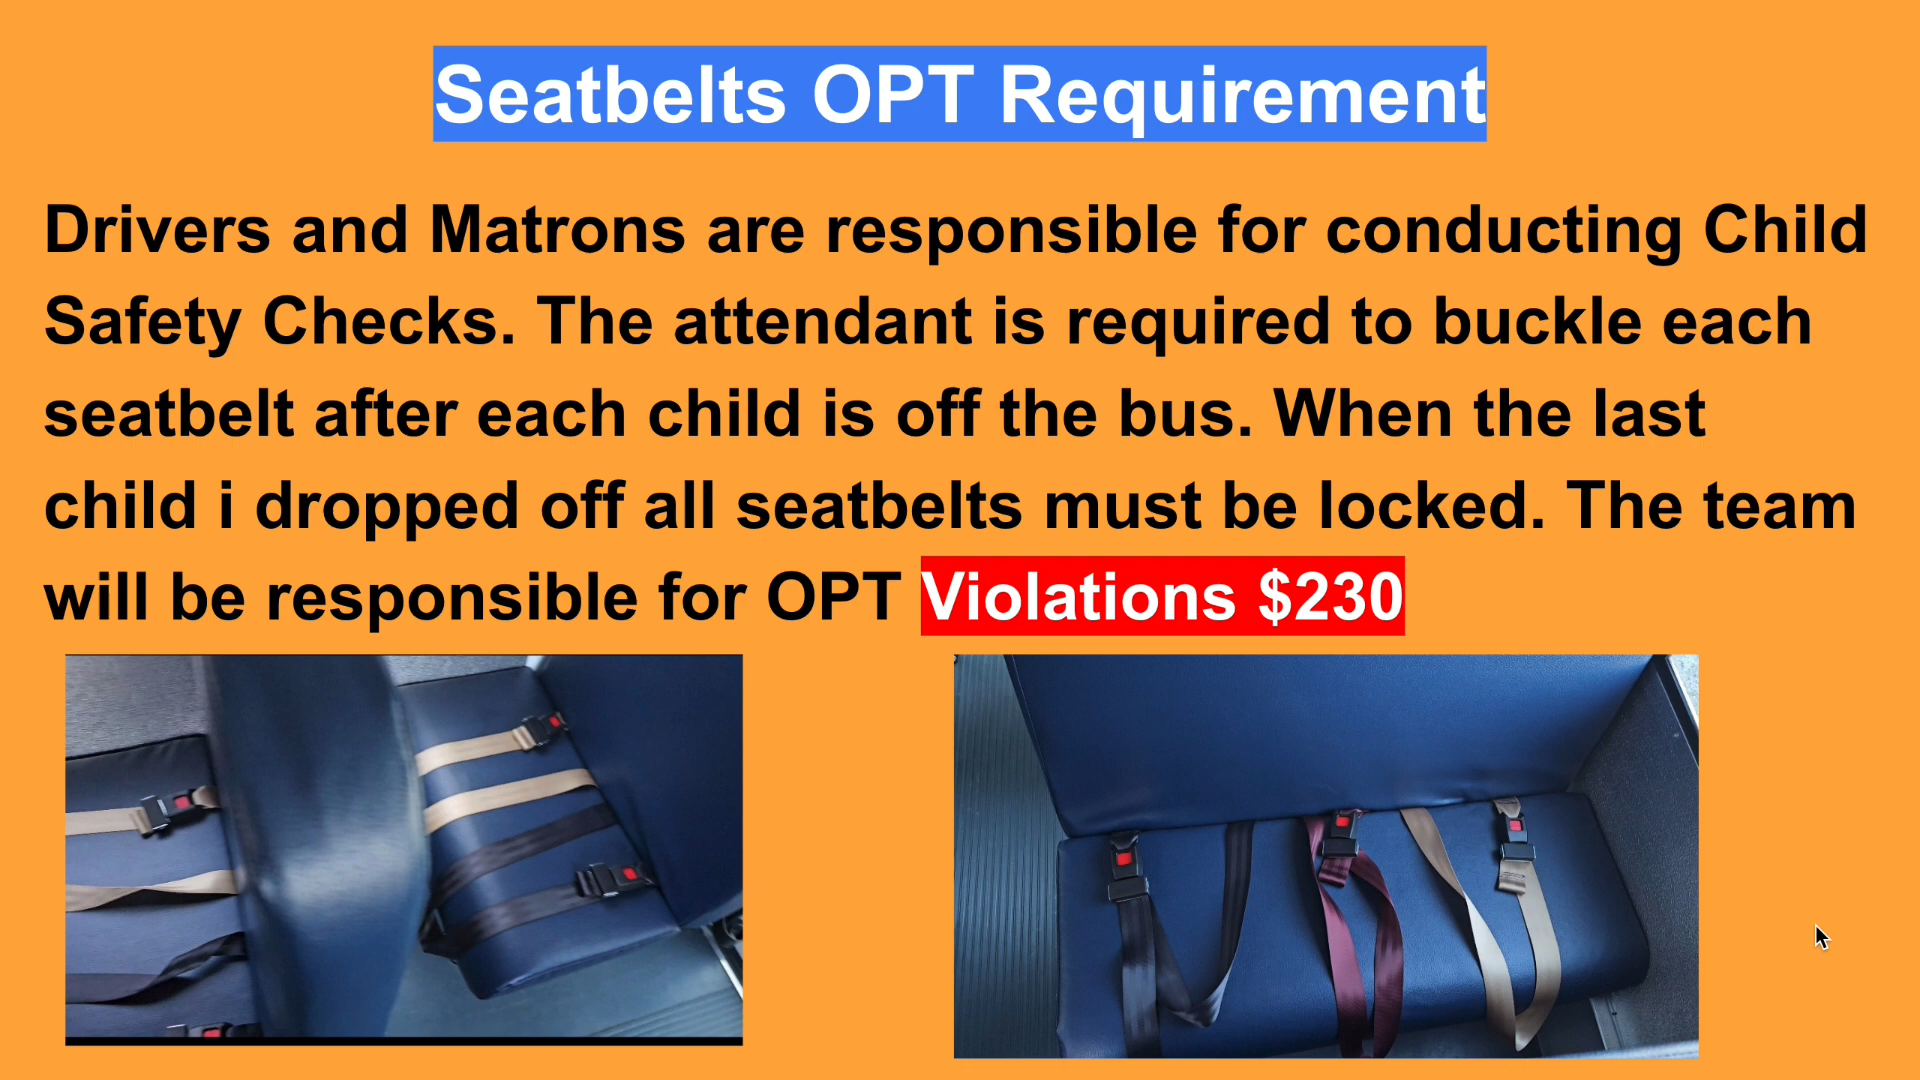 Seatbelts OPT Requirement
Drivers and Matrons are responsible for conducting Child
Safety Checks. The attendant is required to buckle each
seatbelt after each child is off the bus. When the last
child i dropped off all seatbelts must be locked. The team
will be responsible for OPT Violations $230